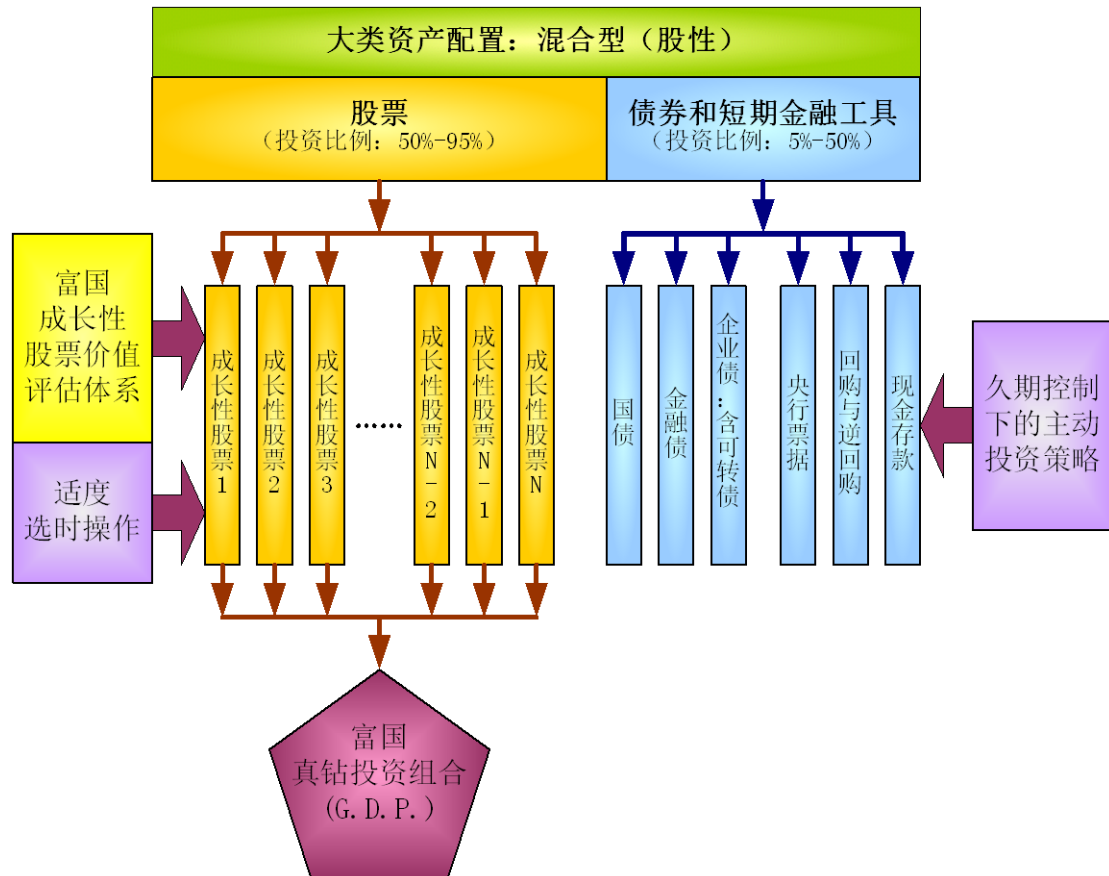 大类资产配置：混合型（股性）
股票
（投资比例：50%-95%）
债券和短期金融工具
（投资比例：5%-50%）
富国
成长性
股票价值
评估体系
适度
选时操作
成长性股票1
成长性股票2
成长性股票3
……
成长性股票N-2
成长性股票N-1
成长性股票N
国债
金融债
企业债：含可转债
央行票据
回购与逆回购
现金存款
久期控制
下的主动
投资策略
富国
真钻投资组合
(G.D.P.)